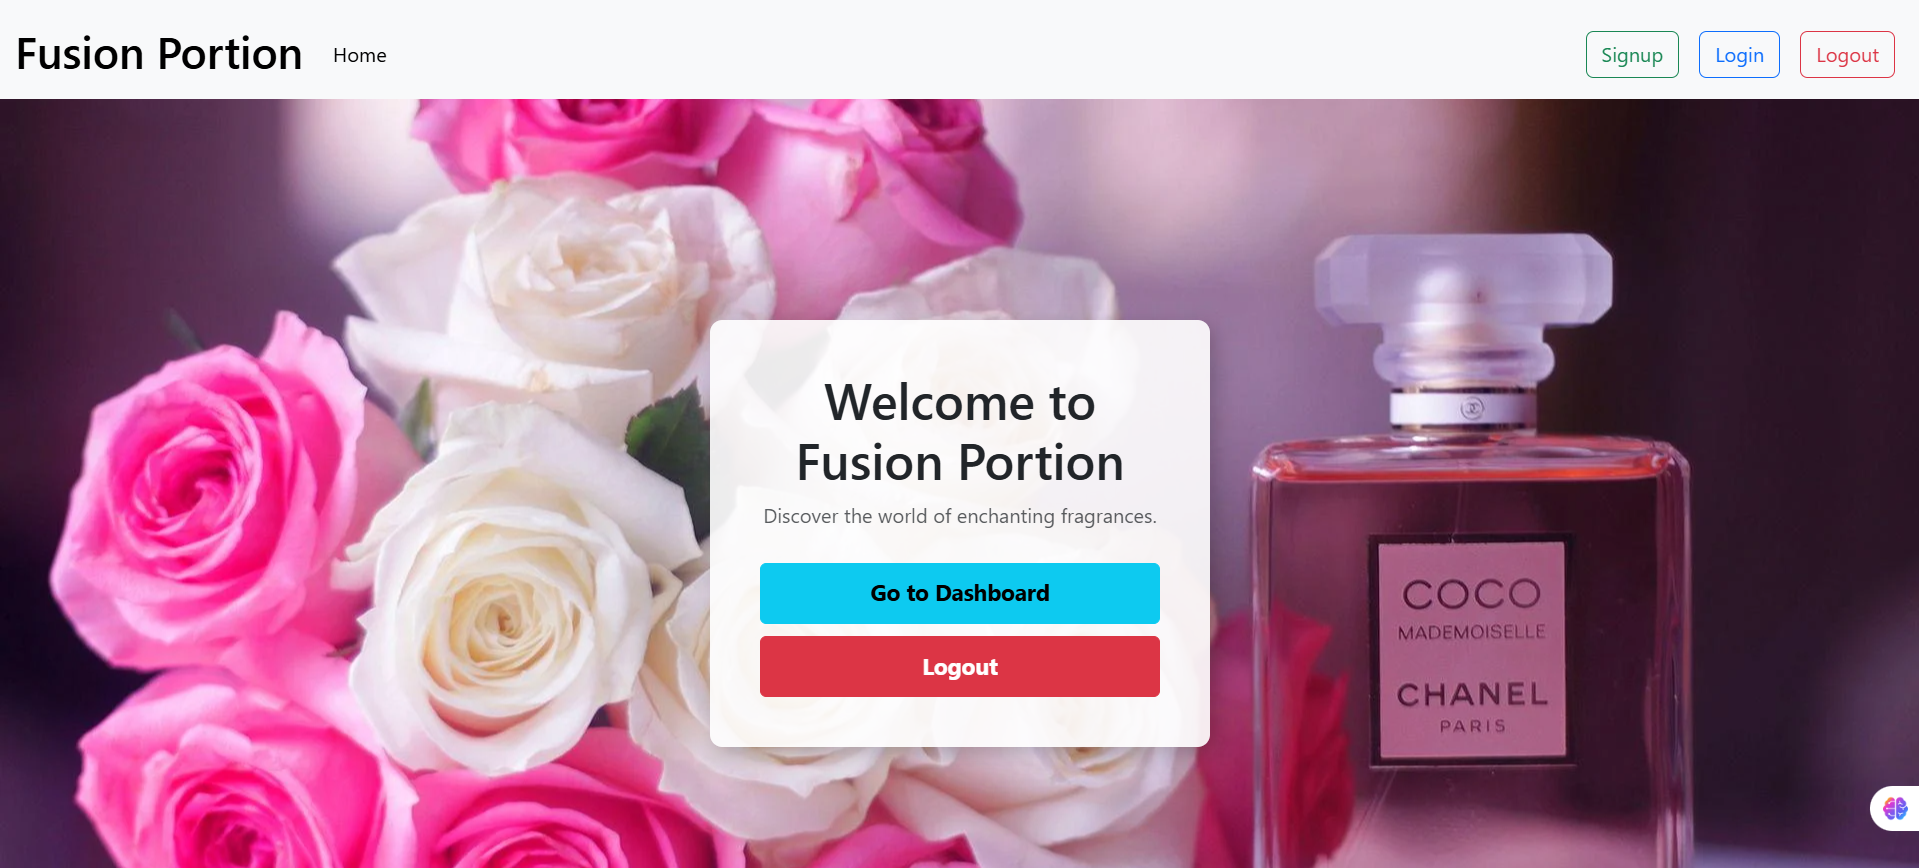 Fusion Portion
Home
Signup
Login
Logout
Welcome to
Fusion Portion
Discover the world of enchanting fragrances.
Go to Dashboard
Logout
COCO
MADEMOISELLE
CHANEL
PARIS